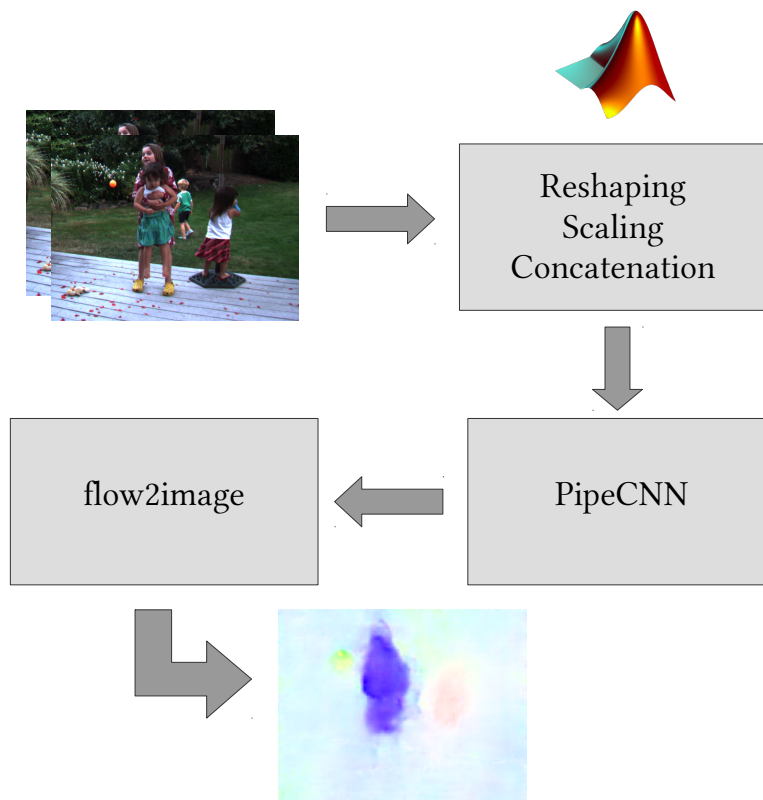 Reshaping
Scaling
Concatenation
PipeCNN
flow2image